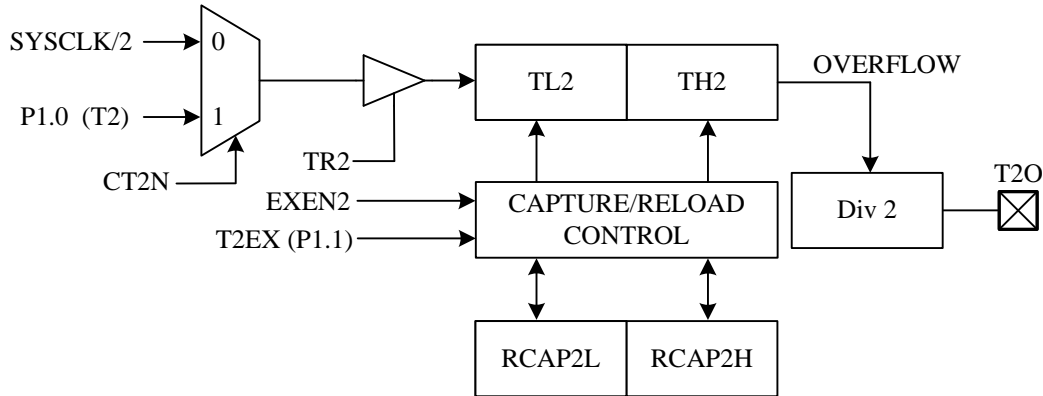 SYSCLK/2
0
P1.0 (T2)
1
CT2N
TR2
TL2
TH2
OVERFLOW
EXEN2
T2EX (P1.1)
CAPTURE/RELOAD
CONTROL
Div 2
T2O
RCAP2L
RCAP2H